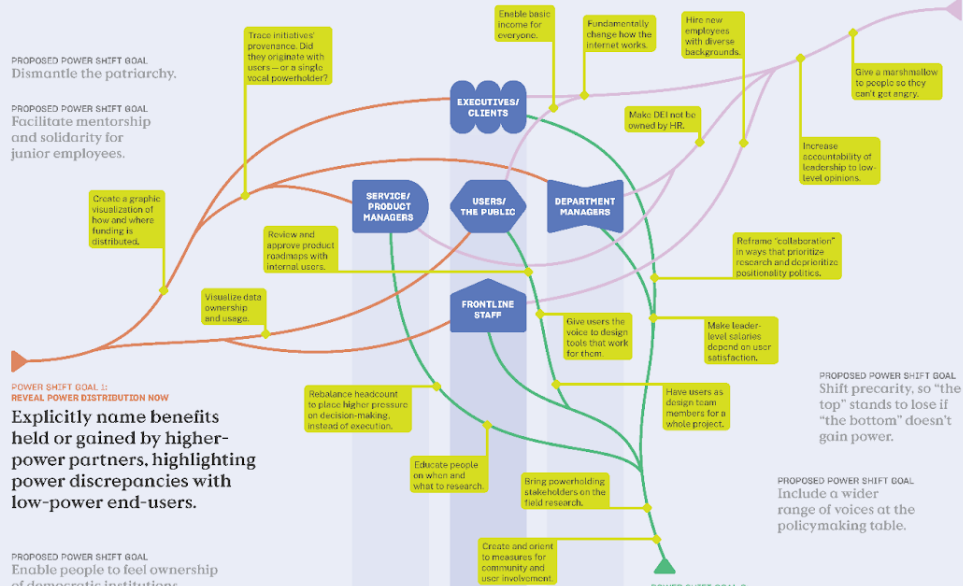 PROPOSED POWER SHIFT GOAL
Dismantle the patriarchy.
PROPOSED POWER SHIFT GOAL
Facilitate mentorship
and solidarity for
junior employees.
Trace initiatives'
provenance. Did
they originate with
users—or a single
vocal powerholder?
Enable basic
income for
everyone.
Fundamentally
change how the
internet works.
Hire new
employees
with diverse
backgrounds.
Give a marshmallow
to people so they
can't get angry.
EXECUTIVES/
CLIENTS
Make DEI not be
owned by HR.
Increase
accountability of
leadership to low-
level opinions.
Create a graphic
visualization of
how and where
funding is
distributed.
SERVICE/
PRODUCT
MANAGERS
USERS/
THE PUBLIC
DEPARTMENT
MANAGERS
Review and
approve product
roadmaps with
internal users.
Reframe "collaboration"
in ways that prioritize
research and deprioritize
positionality politics.
Visualize data
ownership
and usage.
FRONTLINE
STAFF
Give users the
voice to design
tools that work
for them.
Make leader-
level salaries
depend on user
satisfaction.
POWER SHIFT GOAL 1:
REVEAL POWER DISTRIBUTION NOW
Explicitly name benefits
held or gained by higher-
power partners, highlighting
power discrepancies with
low-power end-users.
Rebalance headcount
to place higher pressure
on decision-making,
instead of execution.
Have users as
design team
members for a
whole project.
PROPOSED POWER SHIFT GOAL
Shift precarity, so "the
top" stands to lose if
"the bottom" doesn't
gain power.
Educate people
on when and
what to research.
Bring powerholding
stakeholders on the
field research.
PROPOSED POWER SHIFT GOAL
Include a wider
range of voices at the
policymaking table.
Create and orient
to measures for
community and
user involvement.
PROPOSED POWER SHIFT GOAL
Enable people to feel ownership
of democratic institutions